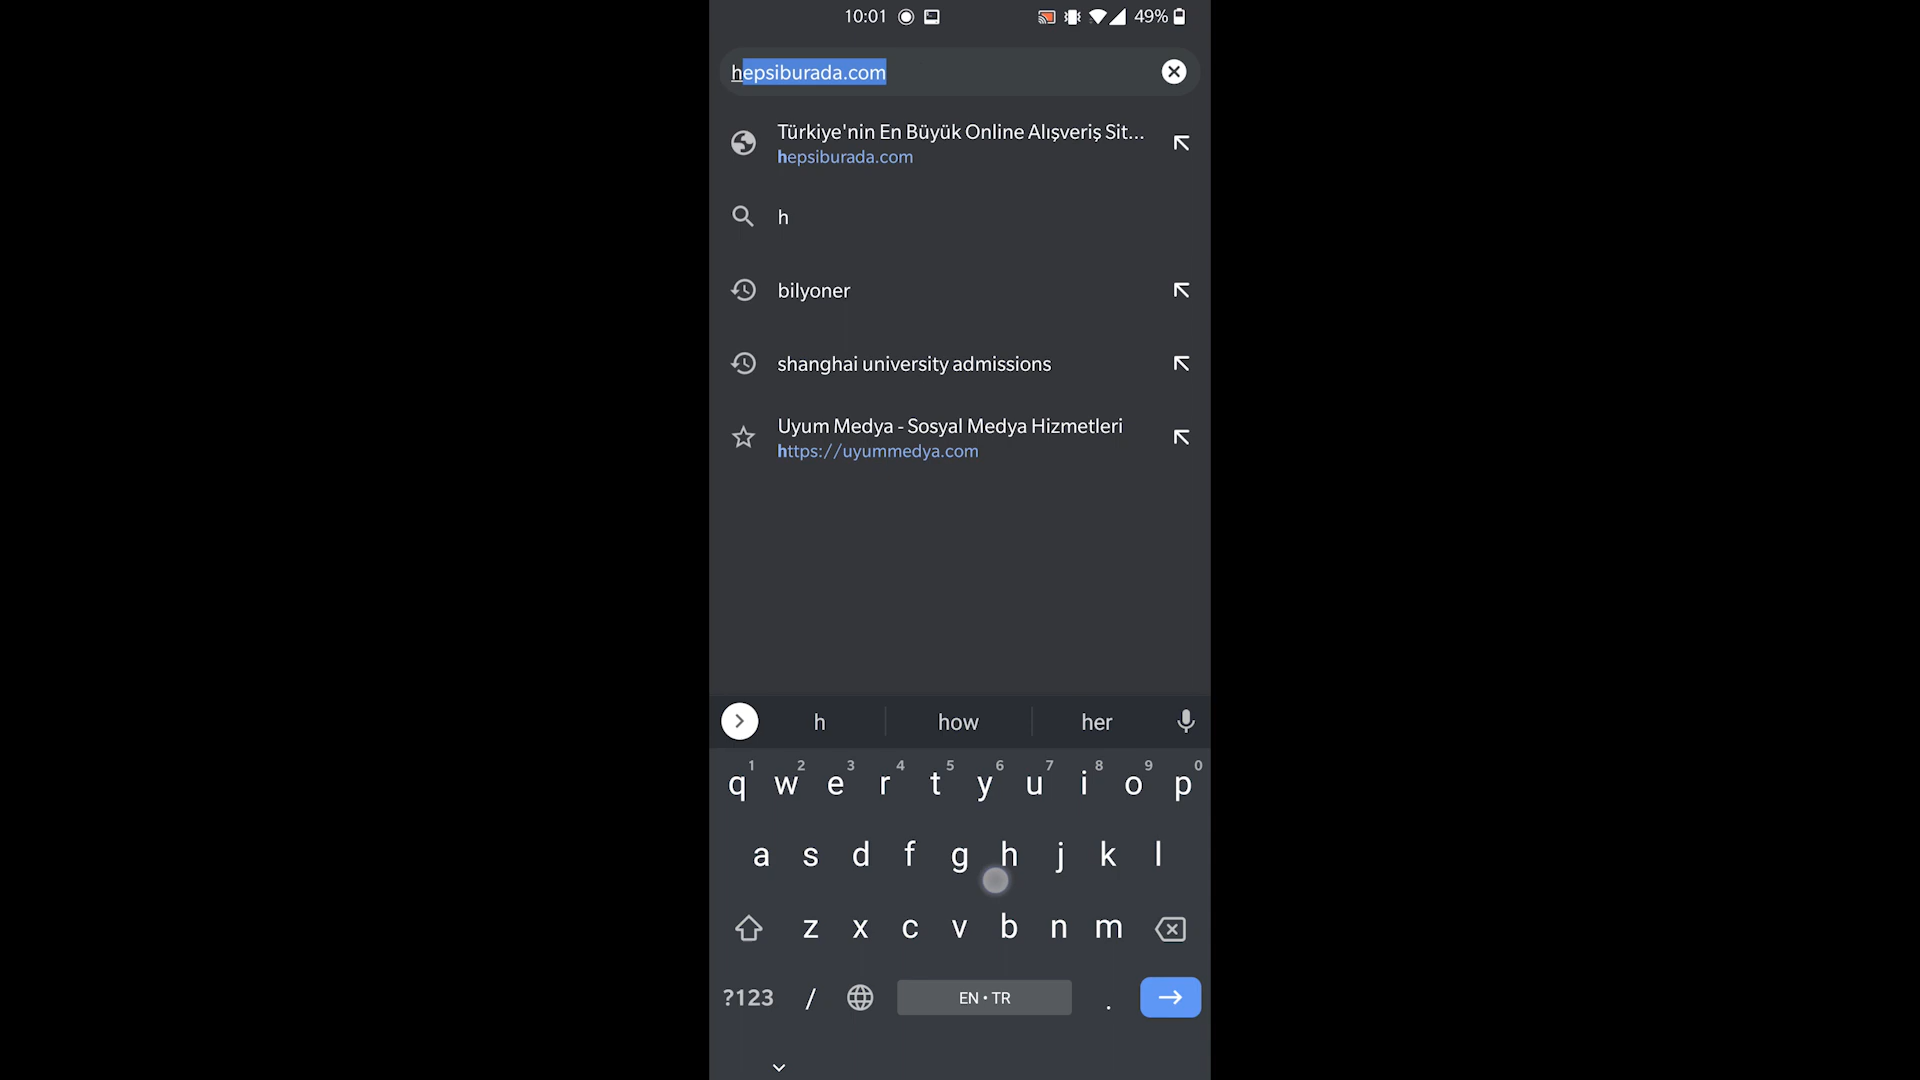 10:01
49%
hepsiburada.com
Türkiye'nin En Büyük Online Alışveriş Sit...
hepsiburada.com
h
bilyoner
shanghai university admissions
Uyum Medya - Sosyal Medya Hizmetleri
https://uyummedya.com
h how her
1 2 3 4 5 6 7 8 9 0
q w e r t y u i o p
a s d f g h j k l
z x c v b n m
?123 / EN • TR .